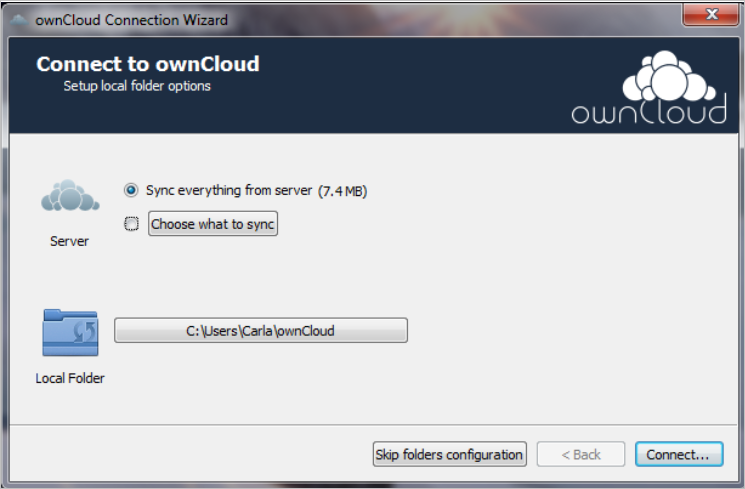 ownCloud Connection Wizard
Connect to ownCloud
Setup local folder options
ownCloud
Sync everything from server (7.4 MB)
Choose what to sync
Server
C:\Users\Carla\ownCloud
Local Folder
Skip folders configuration
< Back
Connect...